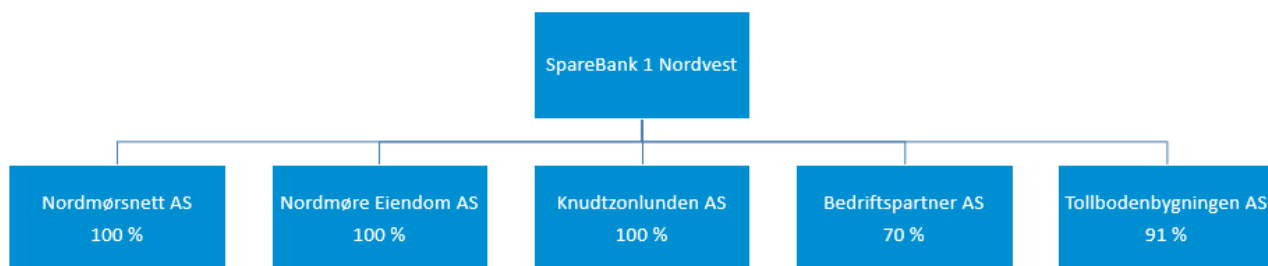 SpareBank 1 Nordvest
Nordmørsnett AS
100 %
Nordmøre Eiendom AS
100 %
Knudtzonlunden AS
100 %
Bedriftspartner AS
70 %
Tollbodenbygningen AS
91 %